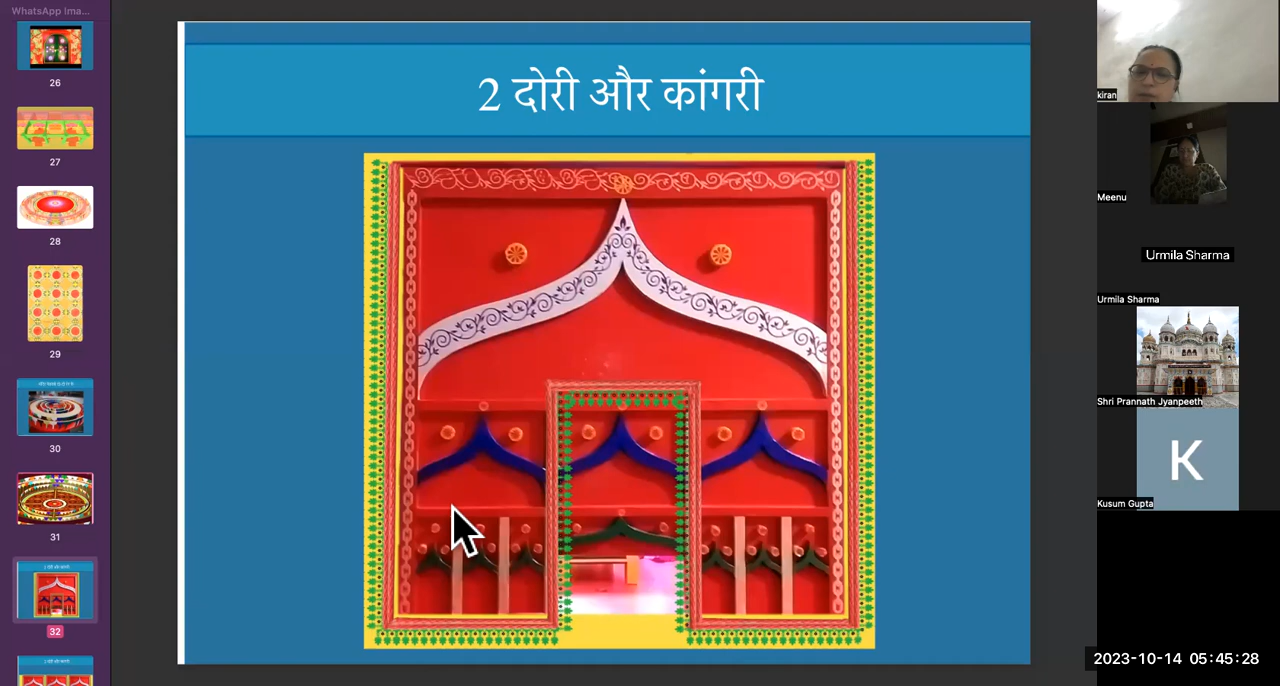 WhatsApp Ima...
26
27
28
29
30
31
32
2 दोरी और कांगरी
kiran
Meenu
Urmila Sharma
Urmila Sharma
Shri Prannath Jyanpeeth
K
Kusum Gupta
2023-10-14 05:45:28